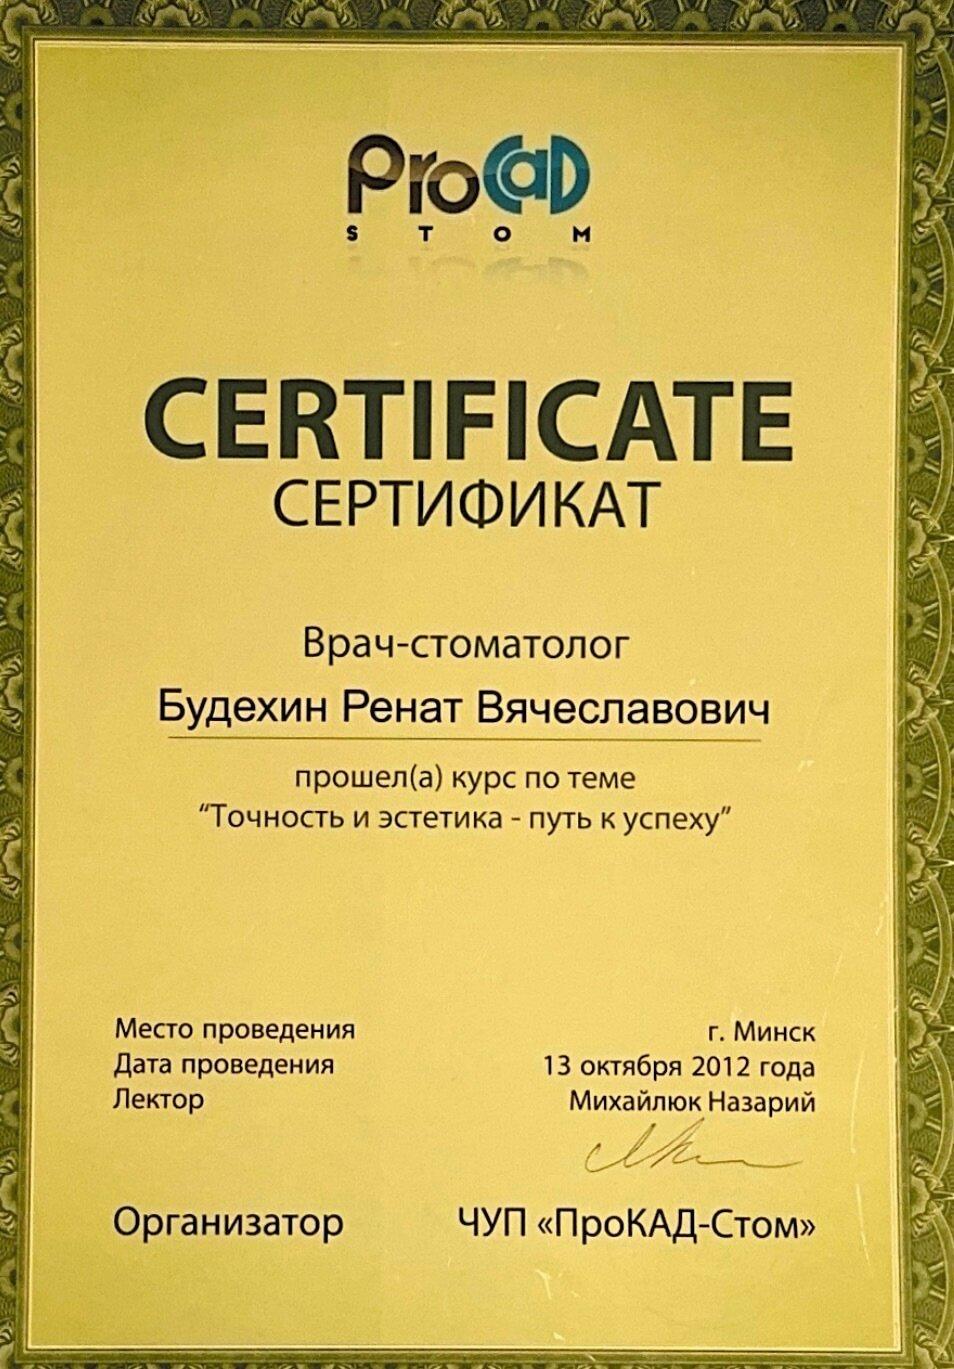 ProCaD
STOM
CERTIFICATE
СЕРТИФИКАТ
Врач-стоматолог
Будехин Ренат Вячеславович
прошел(а) курс по теме
“Точность и эстетика - путь к успеху”
Место проведения г. Минск
Дата проведения 13 октября 2012 года
Лектор Михайлюк Назарий
Организатор ЧУП «ПроКАД-Стом»